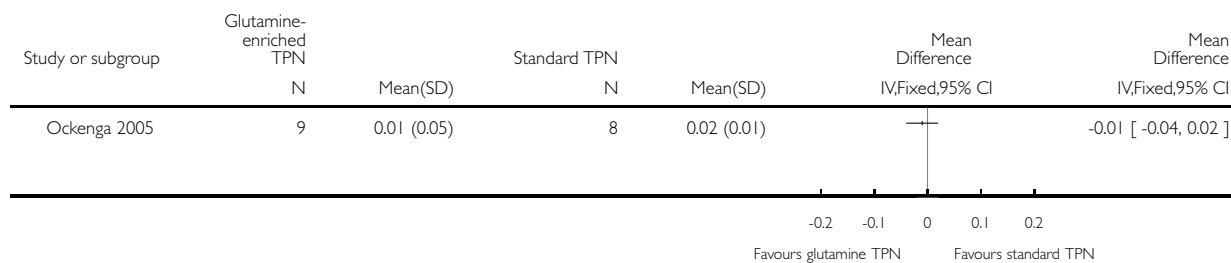 Glutamine-
enriched
Study or subgroup TPN Standard TPN Mean Difference Mean Difference
N Mean(SD) N Mean(SD) IV,Fixed,95% CI IV,Fixed,95% CI
Ockenga 2005 9 0.01 (0.05) 8 0.02 (0.01) -0.01 [ -0.04, 0.02 ]
-0.2 -0.1 0 0.1 0.2
Favours glutamine TPN Favours standard TPN